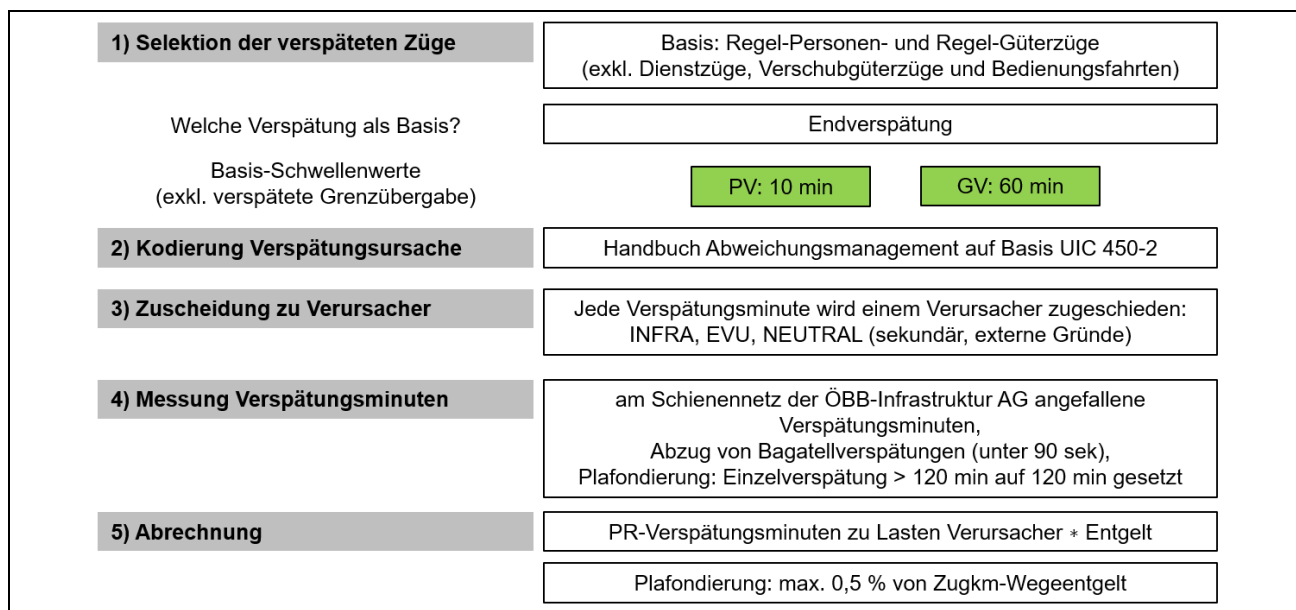 1) Selektion der verspäteten Züge
Basis: Regel-Personen- und Regel-Güterzüge
(exkl. Dienstzüge, Verschubgüterzüge und Bedienungsfahrten)
Welche Verspätung als Basis?
Endverspätung
Basis-Schwellenwerte
(exkl. verspätete Grenzübergabe)
PV: 10 min
GV: 60 min
2) Kodierung Verspätungsursache
Handbuch Abweichungsmanagement auf Basis UIC 450-2
3) Zuscheidung zu Verursacher
Jede Verspätungsminute wird einem Verursacher zugeschieden:
INFRA, EVU, NEUTRAL (sekundär, externe Gründe)
4) Messung Verspätungsminuten
am Schienennetz der ÖBB-Infrastruktur AG angefallene
Verspätungsminuten,
Abzug von Bagatellverspätungen (unter 90 sek),
Plafondierung: Einzelverspätung > 120 min auf 120 min gesetzt
5) Abrechnung
PR-Verspätungsminuten zu Lasten Verursacher * Entgelt
Plafondierung: max. 0,5 % von Zugkm-Wegeentgelt